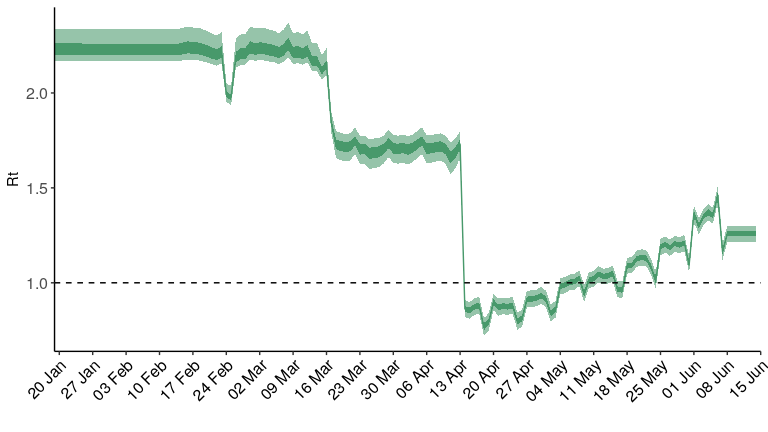 Rt
2.0
1.5
1.0
20 Jan
27 Jan
03 Feb
10 Feb
17 Feb
24 Feb
02 Mar
09 Mar
16 Mar
23 Mar
30 Mar
06 Apr
13 Apr
20 Apr
27 Apr
04 May
11 May
18 May
25 May
01 Jun
08 Jun
15 Jun